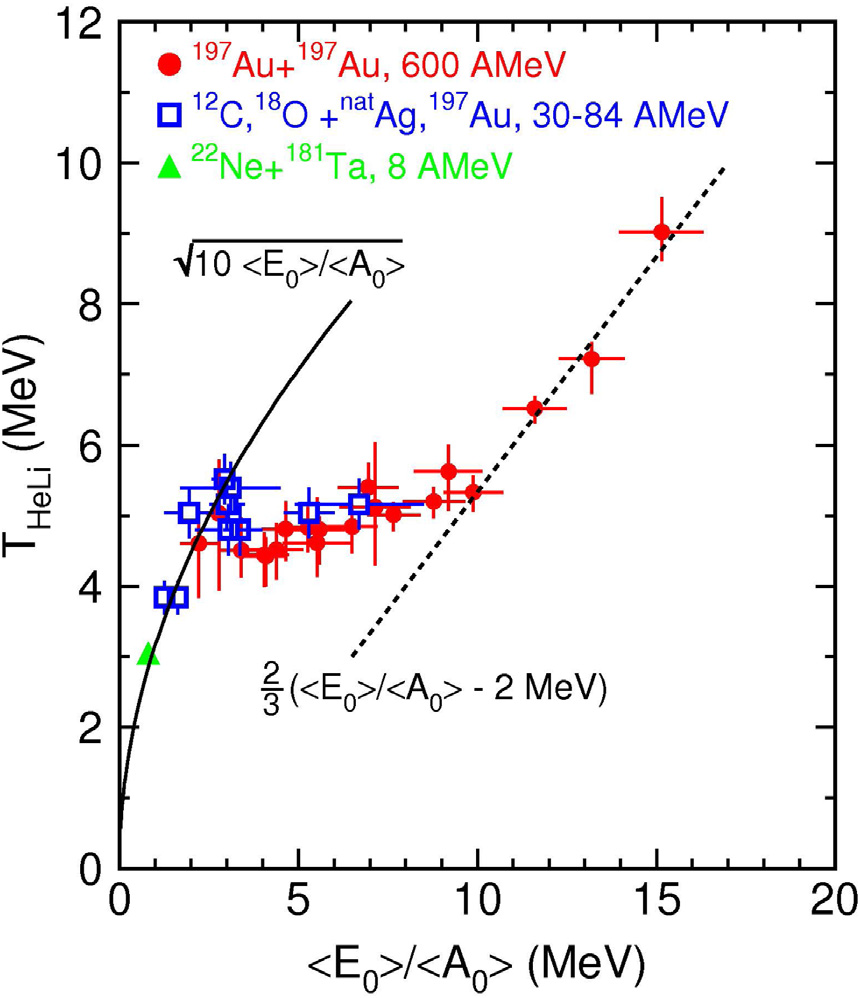 12
¹⁹⁷Au+¹⁹⁷Au, 600 AMeV
¹²C,¹⁸O +ⁿᵃᵗAg,¹⁹⁷Au, 30-84 AMeV
²²Ne+¹⁸¹Ta, 8 AMeV
10
√10 <E₀>/<A₀>
8
6
4
2
0
T_HeLi (MeV)
2/3 (<E₀>/<A₀> - 2 MeV)
0 5 10 15 20
<E₀>/<A₀> (MeV)